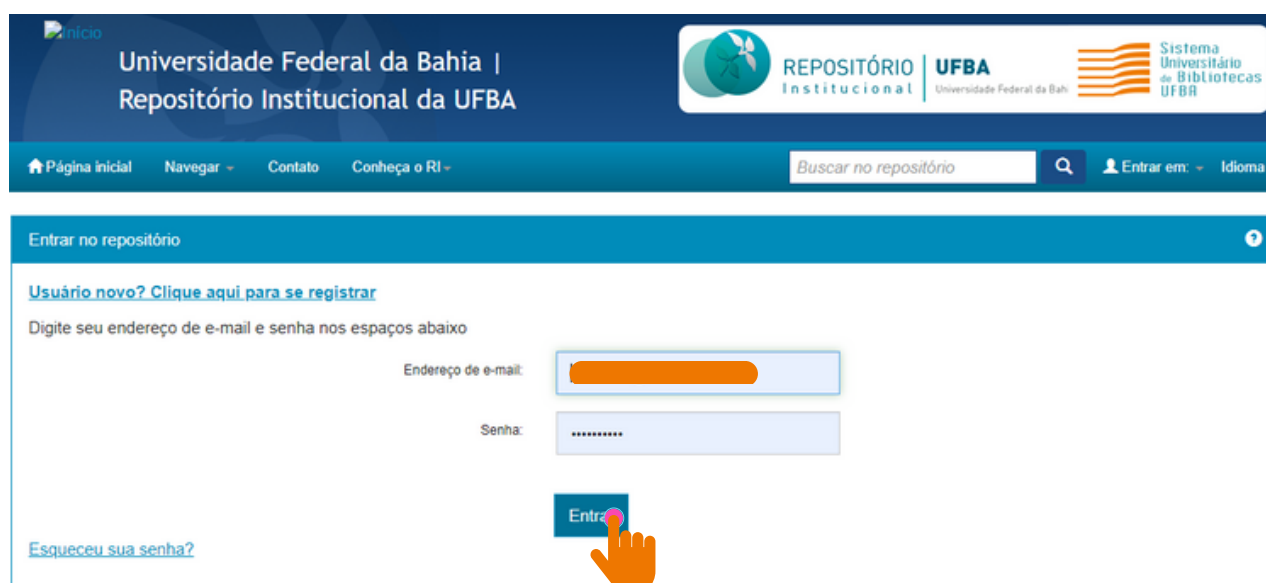 Início
Universidade Federal da Bahia |
Repositório Institucional da UFBA
REPOSITÓRIO
Institucional
UFBA
Universidade Federal da Bahi
Sistema
Universitário
de Bibliotecas
UFBA
Página inicial Navegar Contato Conheça o RI Buscar no repositório Entrar em: Idioma
Entrar no repositório
Usuário novo? Clique aqui para se registrar
Digite seu endereço de e-mail e senha nos espaços abaixo
Endereço de e-mail:
Senha: ••••••••••
Entra
Esqueceu sua senha?